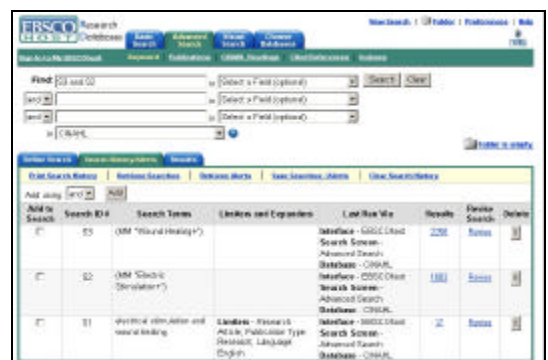 EBSCO HOST Research Databases
Basic Search Advanced Search Visual Search Choose Databases
New Search Folder Preferences Help
Keyword Publications CINAHL Headings Cited References Indexes
Find: S3 and S2 in Select a Field (optional) Search Clear
and in Select a Field (optional)
and in Select a Field (optional)
in CINAHL
Folder is empty.
Refine Search Search History/Alerts Results
Print Search History Retrieve Searches Retrieve Alerts Save Searches / Alerts Clear Search History
Add using and Add
Add to Search Search ID# Search Terms Limiters and Expanders Last Run Via Results Revise Search Delete
S3 (MM "Wound Healing+") Interface - EBSCOhost Revise
Search Screen -
Advanced Search
Database - CINAHL
S2 (MM "Electric Interface - EBSCOhost Revise
Stimulation+") Search Screen -
Advanced Search
Database - CINAHL
S1 electrical stimulation and Limiters - Research Interface - EBSCOhost Revise
wound healing Article, Publication Type Search Screen -
Research, Language Advanced Search
English Database - CINAHL